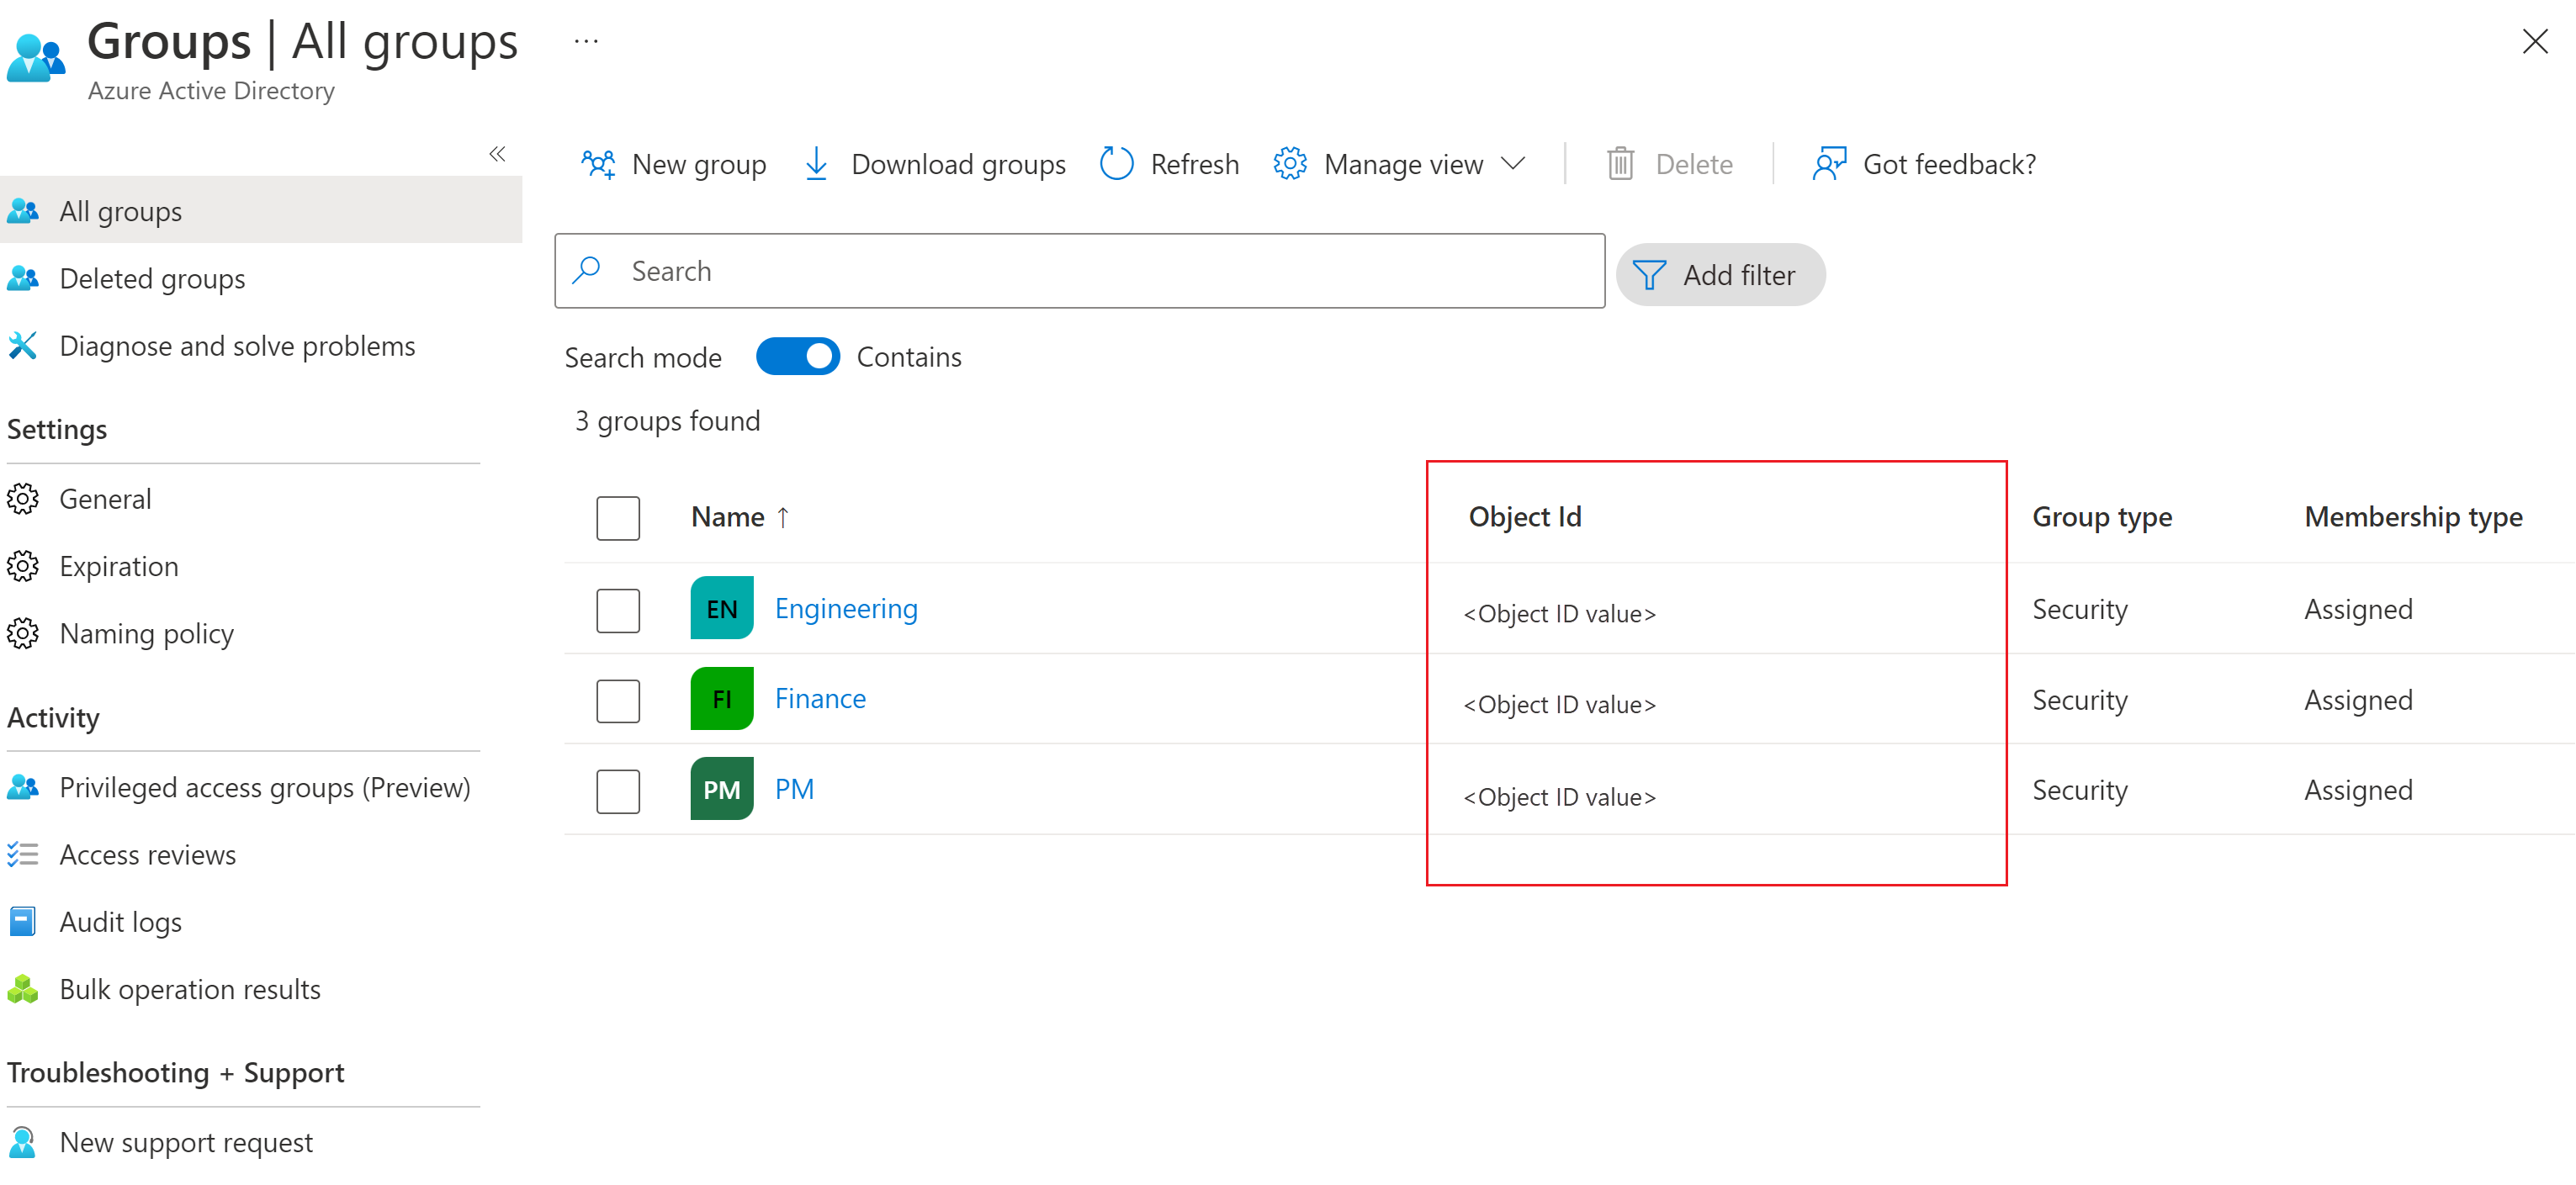 Groups | All groups ...
Azure Active Directory
All groups
Deleted groups
Diagnose and solve problems
Settings
General
Expiration
Naming policy
Activity
Privileged access groups (Preview)
Access reviews
Audit logs
Bulk operation results
Troubleshooting + Support
New support request
New group Download groups Refresh Manage view Delete Got feedback?
Search Add filter
Search mode Contains
3 groups found
Name ↑ Object Id Group type Membership type
EN Engineering <Object ID value> Security Assigned
FI Finance <Object ID value> Security Assigned
PM PM <Object ID value> Security Assigned